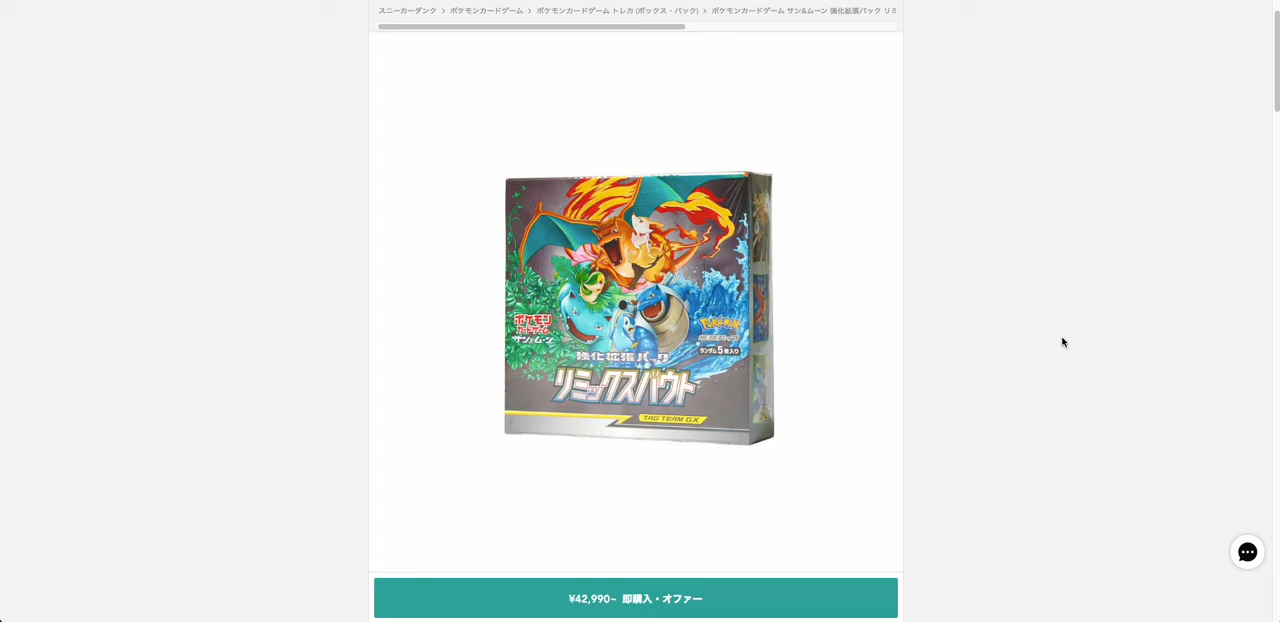 スニーカーダンク > ポケモンカードゲーム > ポケモンカードゲーム トレカ (ボックス・パック) > ポケモンカードゲーム サン&ムーン 強化拡張パック リミ
ポケモン
カードゲーム
サン&ムーン
Pokémon
ランダム5枚入り
強化拡張パック
リミックスバウト
TAG TEAM GX
¥42,990~ 即購入・オファー